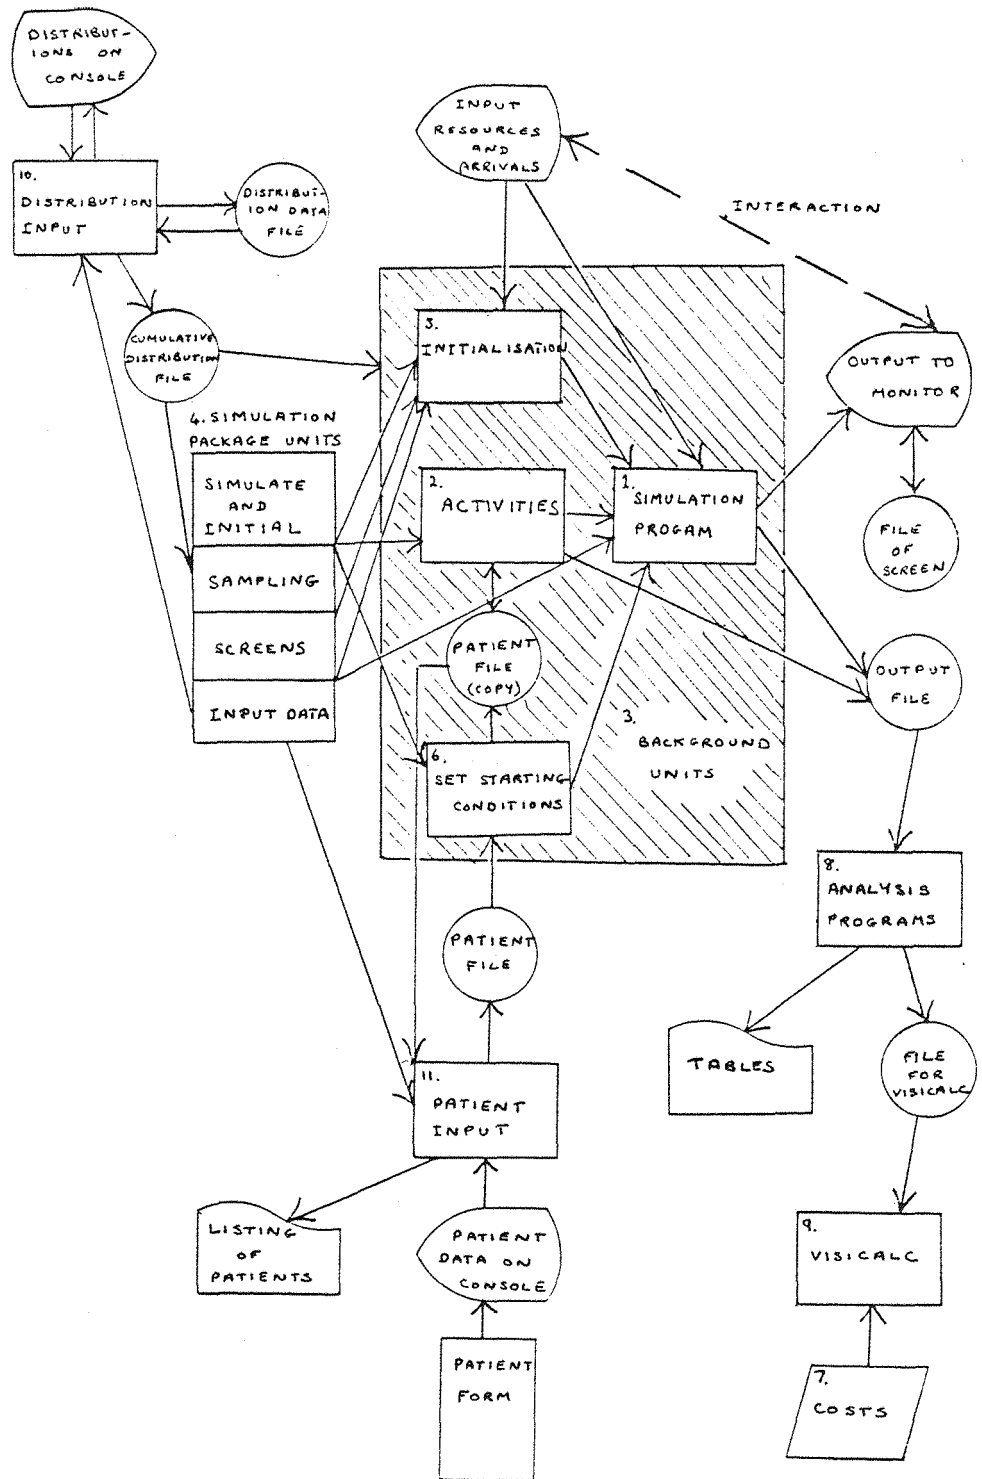 DISTRIBUT-
IONS ON
CONSOLE
INPUT
RESOURCES
AND
ARRIVALS
10.
DISTRIBUTION
INPUT
DISTRIBUT-
ION DATA
FILE
INTERACTION
CUMULATIVE
DISTRIBUTION
FILE
5.
INITIALISATION
OUTPUT TO
MONITOR
4. SIMULATION
PACKAGE UNITS
SIMULATE
AND
INITIAL
SAMPLING
SCREENS
INPUT DATA
2.
ACTIVITIES
1.
SIMULATION
PROGAM
FILE
OF
SCREEN
PATIENT
FILE
(COPY)
OUTPUT
FILE
3.
BACKGROUND
UNITS
6.
SET STARTING
CONDITIONS
8.
ANALYSIS
PROGRAMS
PATIENT
FILE
TABLES
FILE
FOR
VISICALC
11.
PATIENT
INPUT
LISTING
OF
PATIENTS
PATIENT
DATA ON
CONSOLE
9.
VISICALC
PATIENT
FORM
7.
COSTS